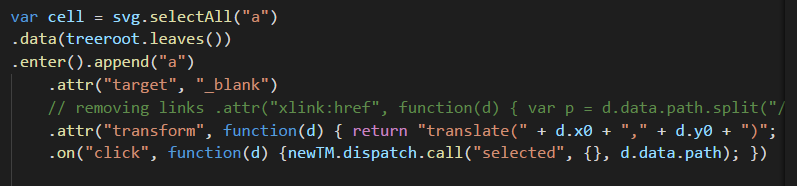 var cell = svg.selectAll("a")
.data(treeroot.leaves())
.enter().append("a")
.attr("target", "_blank")
// removing links .attr("xlink:href", function(d) { var p = d.data.path.split("/
.attr("transform", function(d) { return "translate(" + d.x0 + "," + d.y0 + ")";
.on("click", function(d) {newTM.dispatch.call("selected", {}, d.data.path); })